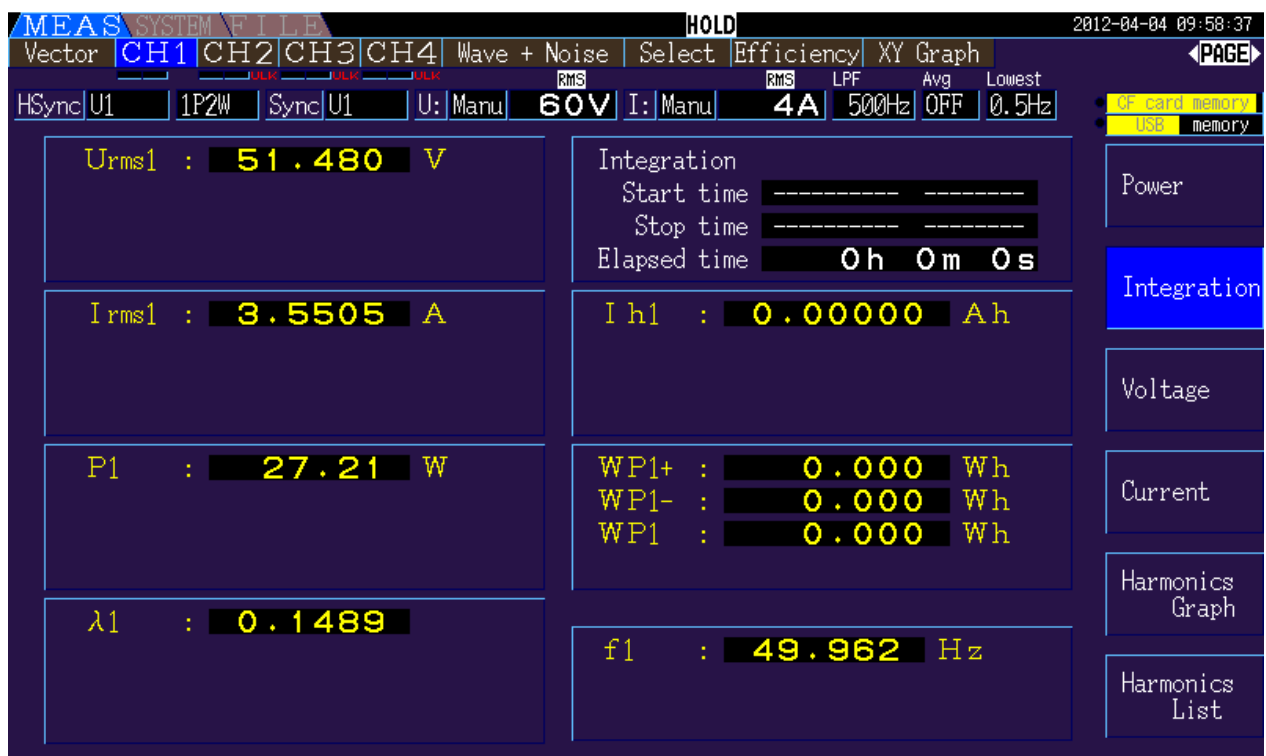 MEAS SYSTEM FILE HOLD 2012-04-04 09:58:37
Vector CH1 CH2 CH3 CH4 Wave + Noise Select Efficiency XY Graph PAGE
ULK ULK ULK RMS RMS LPF Avg Lowest
HSync U1 1P2W Sync U1 U: Manu 60V I: Manu 4A 500Hz OFF 0.5Hz
CF card memory
USB memory
Urms1 : 51.480 V
Integration
Start time ---------- --------
Stop time ---------- --------
Elapsed time 0h 0m 0s
Irms1 : 3.5505 A
Ih1 : 0.00000 Ah
P1 : 27.21 W
WP1+ : 0.000 Wh
WP1- : 0.000 Wh
WP1 : 0.000 Wh
λ1 : 0.1489
f1 : 49.962 Hz
Power
Integration
Voltage
Current
Harmonics
Graph
Harmonics
List